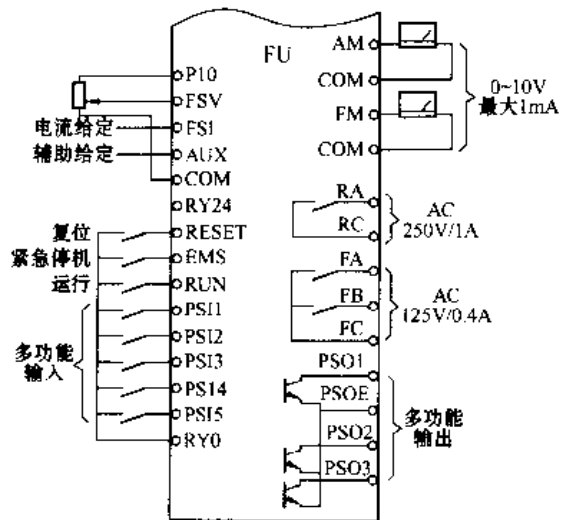 FU
P10
FSV
电流给定
FSI
辅助给定
AUX
COM
RY24
复位
RESET
紧急停机
EMS
运行
RUN
PSI1
PSI2
多功能
输入
PSI3
PSI4
PSI5
RY0
AM
COM
FM
COM
0~10V
最大1mA
RA
RC
AC
250V/1A
FA
FB
FC
AC
125V/0.4A
PSO1
PSOE
PSO2
PSO3
多功能
输出